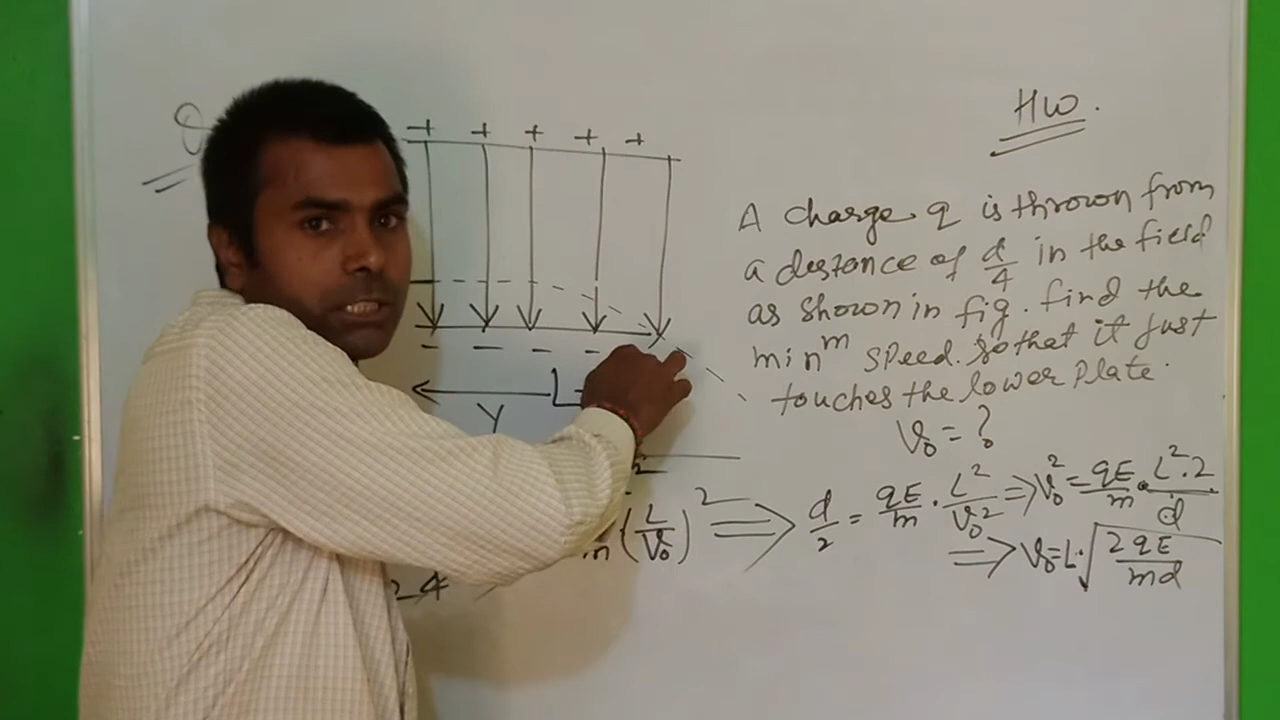 HW.
+ + + + +
A charge q is thrown from
a distance of d/4 in the field
as shown in fig. find the
min^m speed. so that it just
touches the lower plate.
v₀ = ?
- - - -
L
Y
(L/v₀)² ⟹ d/2 = qE/m · L²/v₀² ⟹ v₀² = qE/m · L²·2/d
⟹ v₀ = L·√(2qE/md)